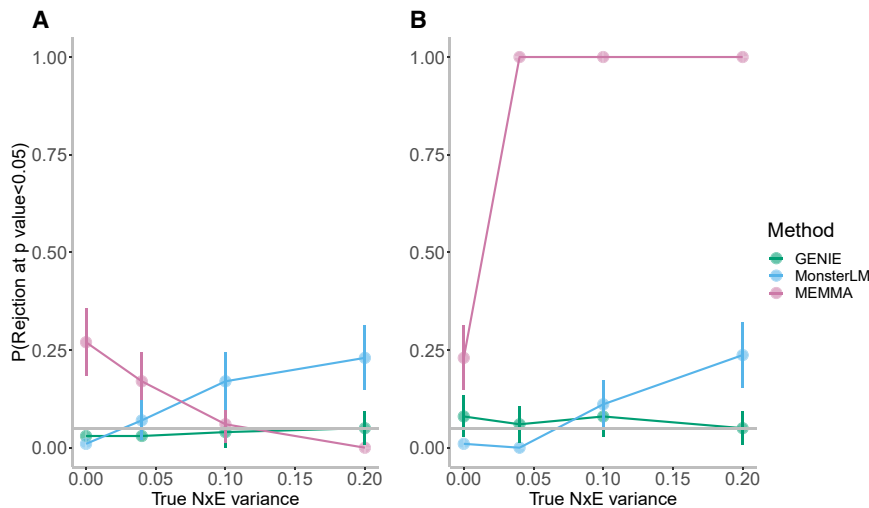 A
B
P(Rejction at p value<0.05)
1.00
0.75
0.50
0.25
0.00
1.00
0.75
0.50
0.25
0.00
0.00 0.05 0.10 0.15 0.20
0.00 0.05 0.10 0.15 0.20
True NxE variance
True NxE variance
Method
GENIE
MonsterLM
MEMMA